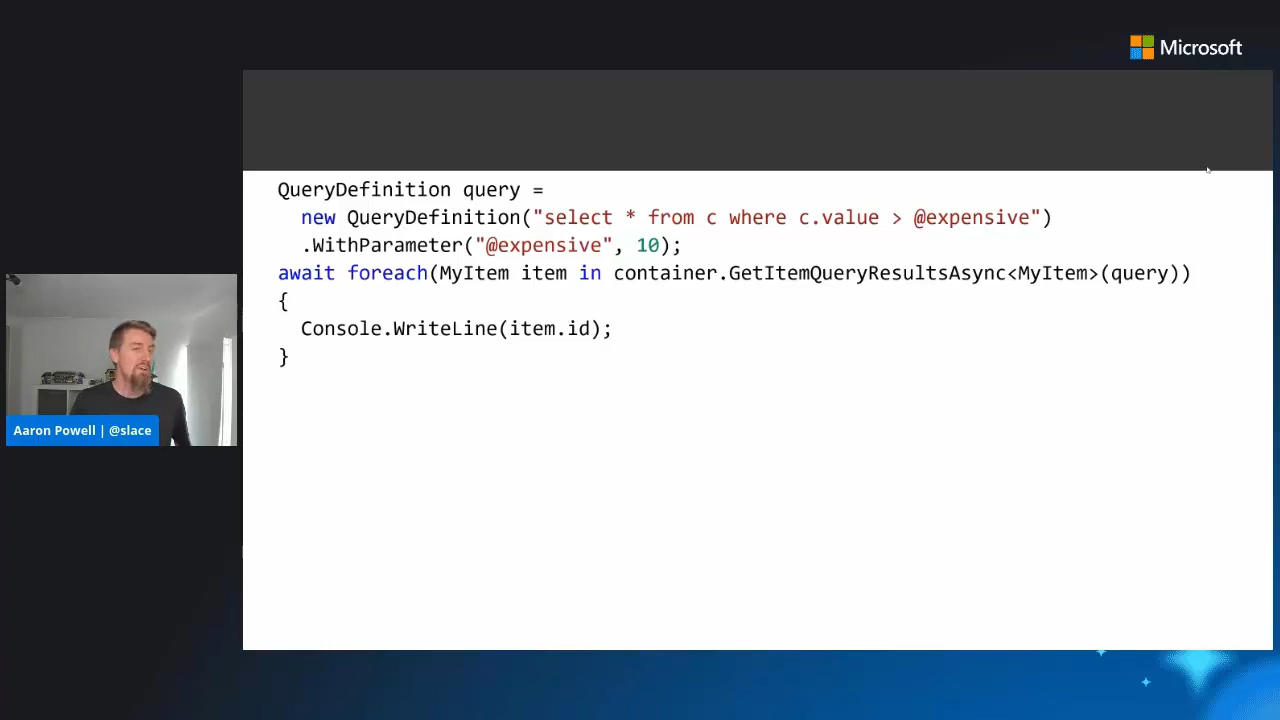 Microsoft
QueryDefinition query =
new QueryDefinition("select * from c where c.value > @expensive")
.WithParameter("@expensive", 10);
await foreach(MyItem item in container.GetItemQueryResultsAsync<MyItem>(query))
{
Console.WriteLine(item.id);
}
Aaron Powell | @slace